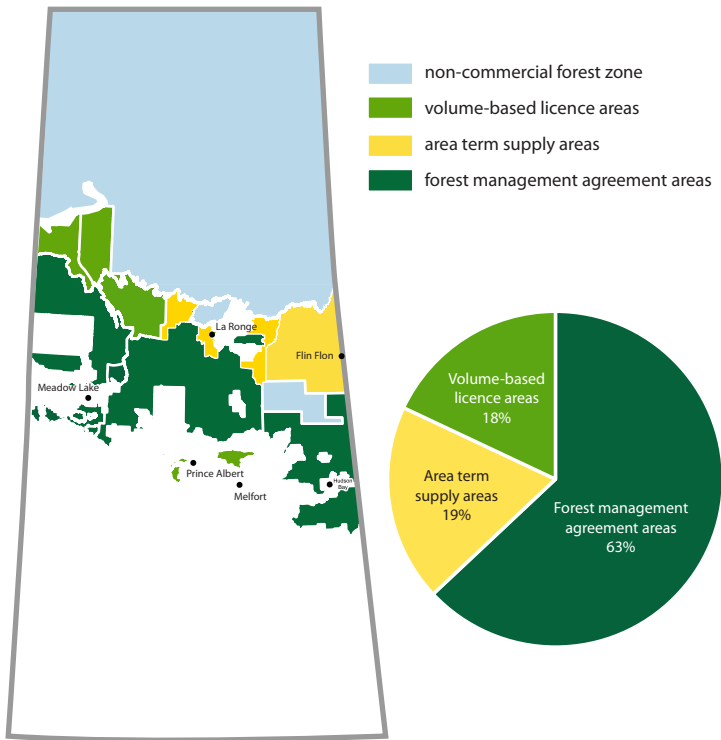 non-commercial forest zone
volume-based licence areas
area term supply areas
forest management agreement areas
La Ronge
Flin Flon
Meadow Lake
Prince Albert
Melfort
Hudson
Bay
Volume-based
licence areas
18%
Area term
supply areas
19%
Forest management
agreement areas
63%